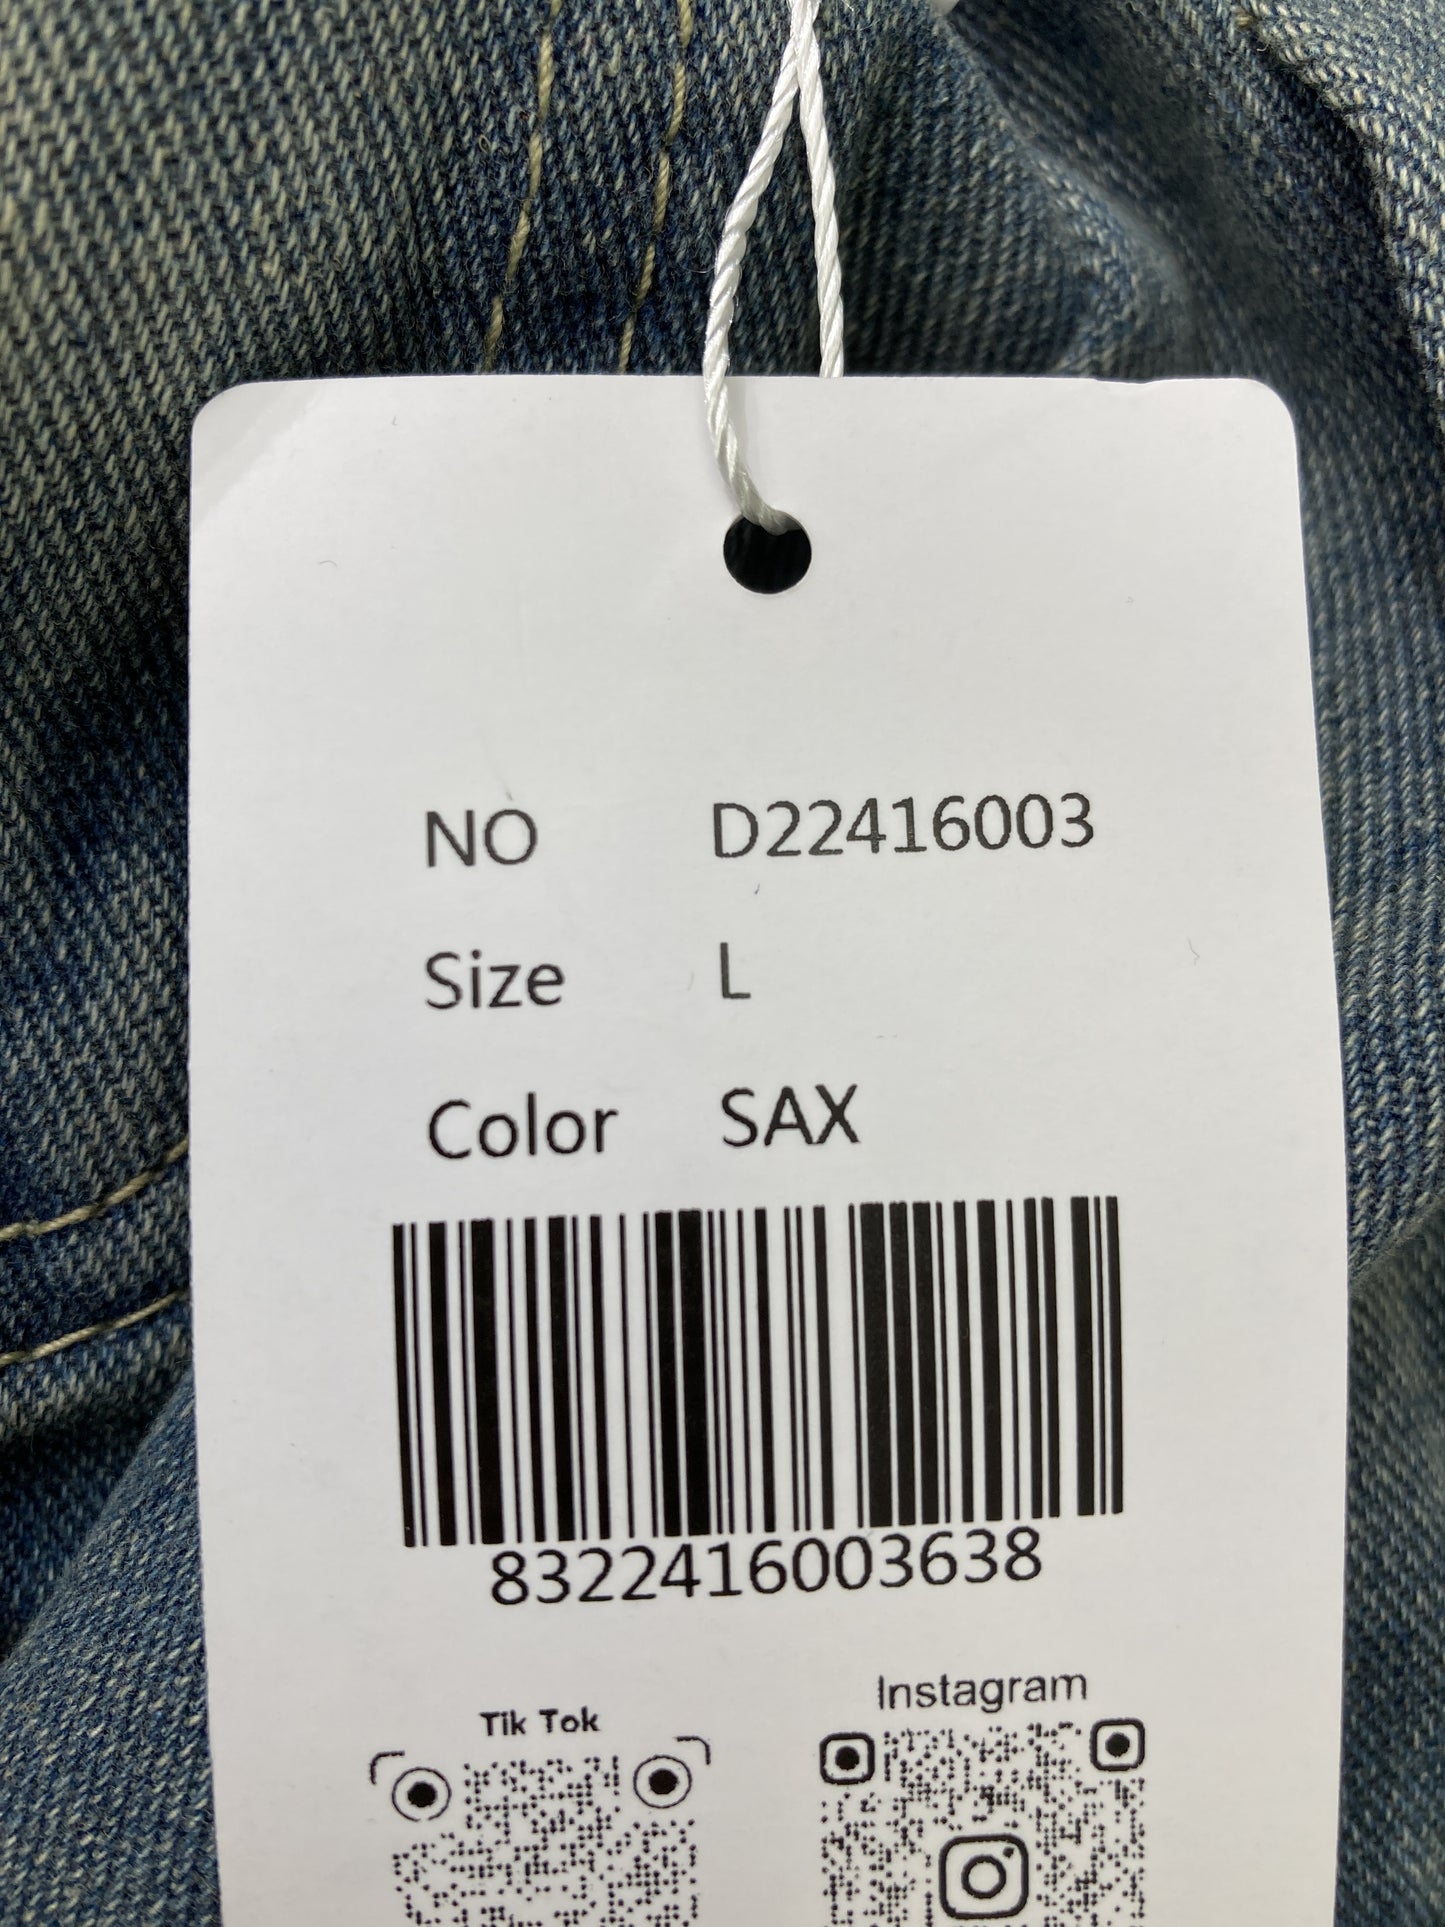 NO D22416003
Size L
Color SAX
8322416003638
Tik Tok Instagram